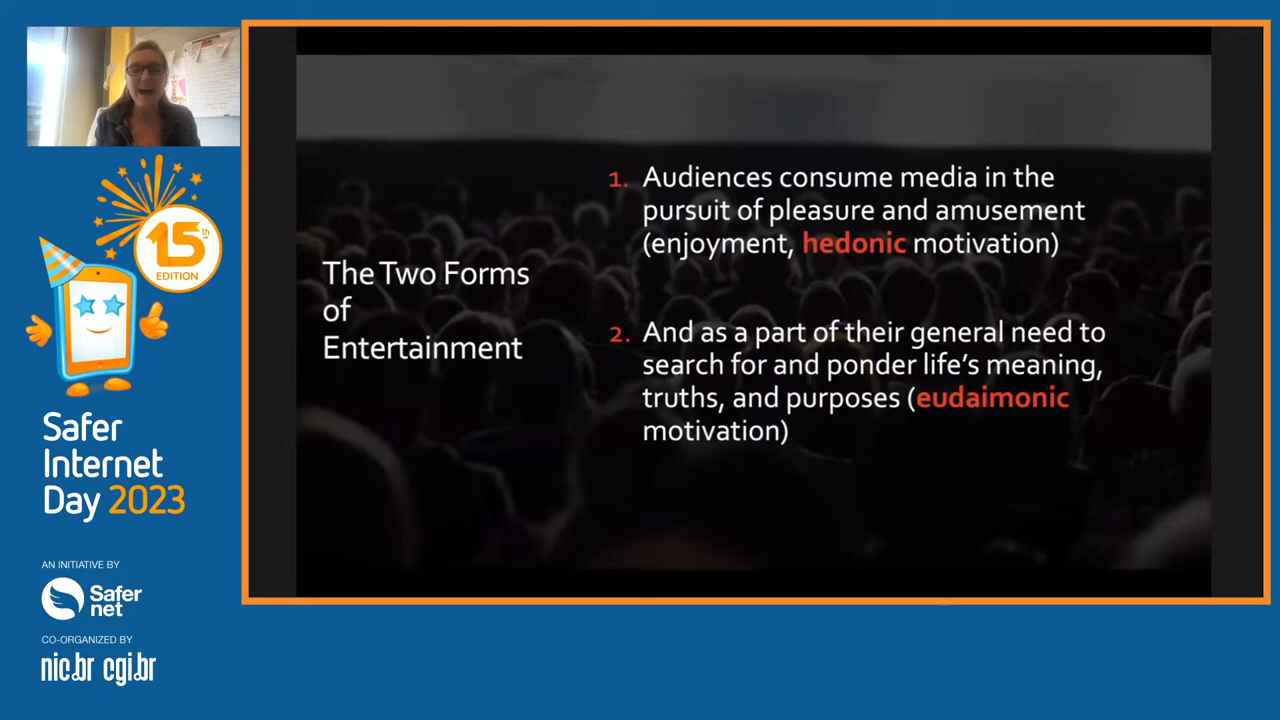 15th
EDITION
Safer
Internet
Day 2023
AN INITIATIVE BY
Safer
net
CO-ORGANIZED BY
nic.br cgi.br
The Two Forms
of
Entertainment
1. Audiences consume media in the
pursuit of pleasure and amusement
(enjoyment, hedonic motivation)
2. And as a part of their general need to
search for and ponder life's meaning,
truths, and purposes (eudaimonic
motivation)